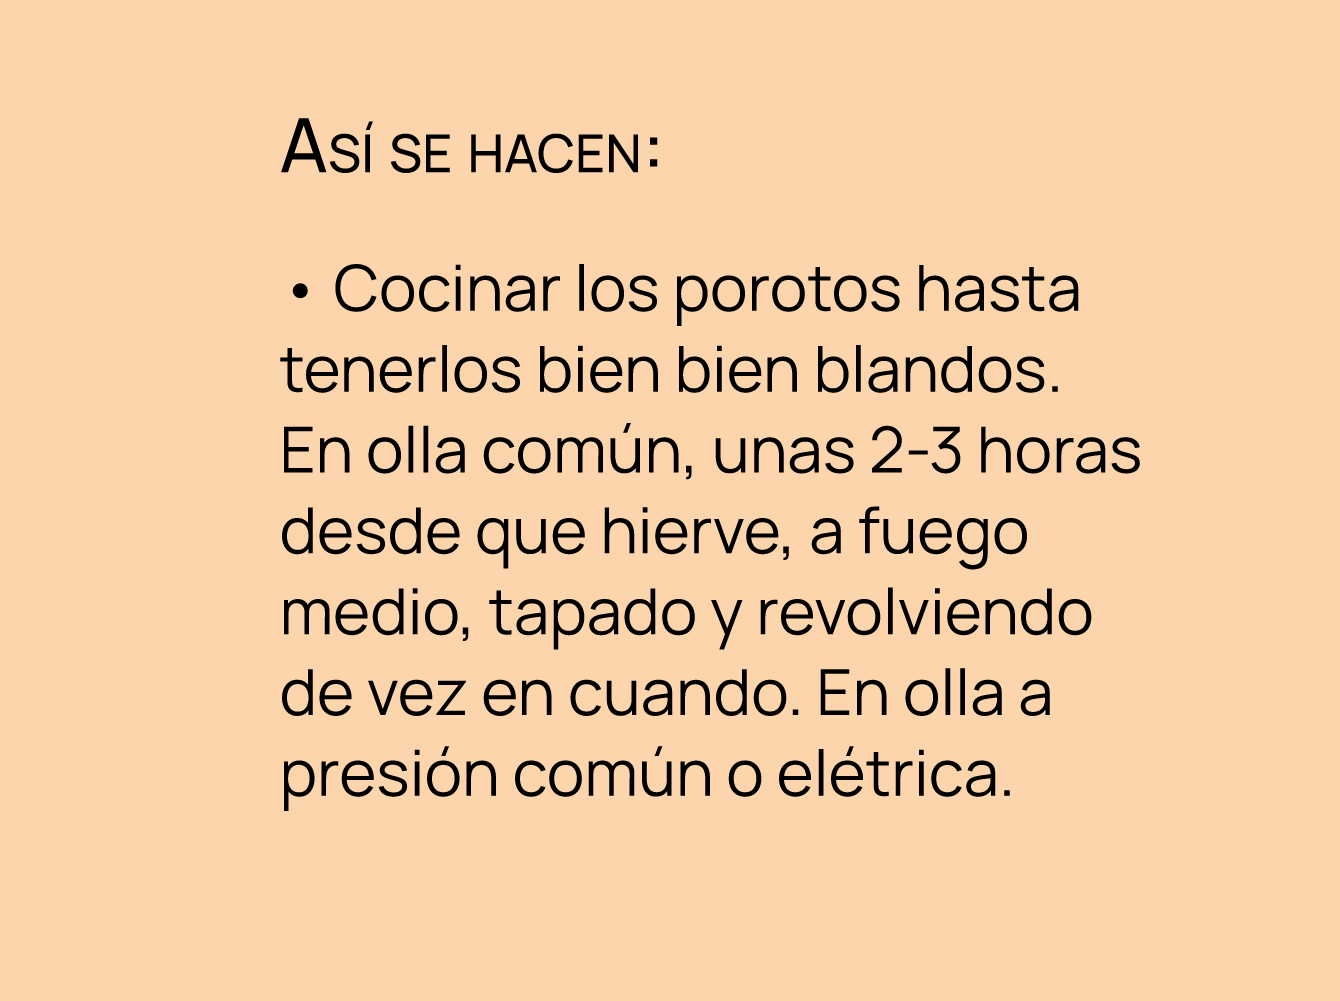 Así se hacen:
• Cocinar los porotos hasta
tenerlos bien bien blandos.
En olla común, unas 2-3 horas
desde que hierve, a fuego
medio, tapado y revolviendo
de vez en cuando. En olla a
presión común o elétrica.